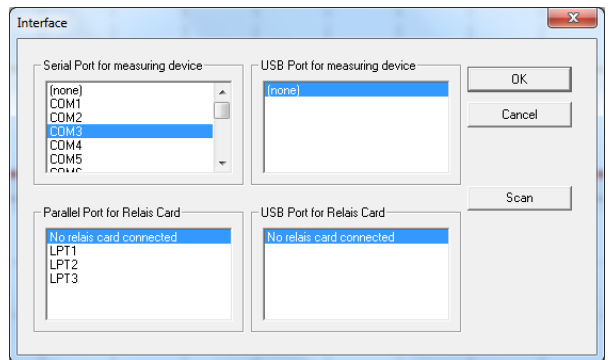 Interface
Serial Port for measuring device
(none)
COM1
COM2
COM3
COM4
COM5
USB Port for measuring device
(none)
OK
Cancel
Scan
Parallel Port for Relais Card
No relais card connected
LPT1
LPT2
LPT3
USB Port for Relais Card
No relais card connected